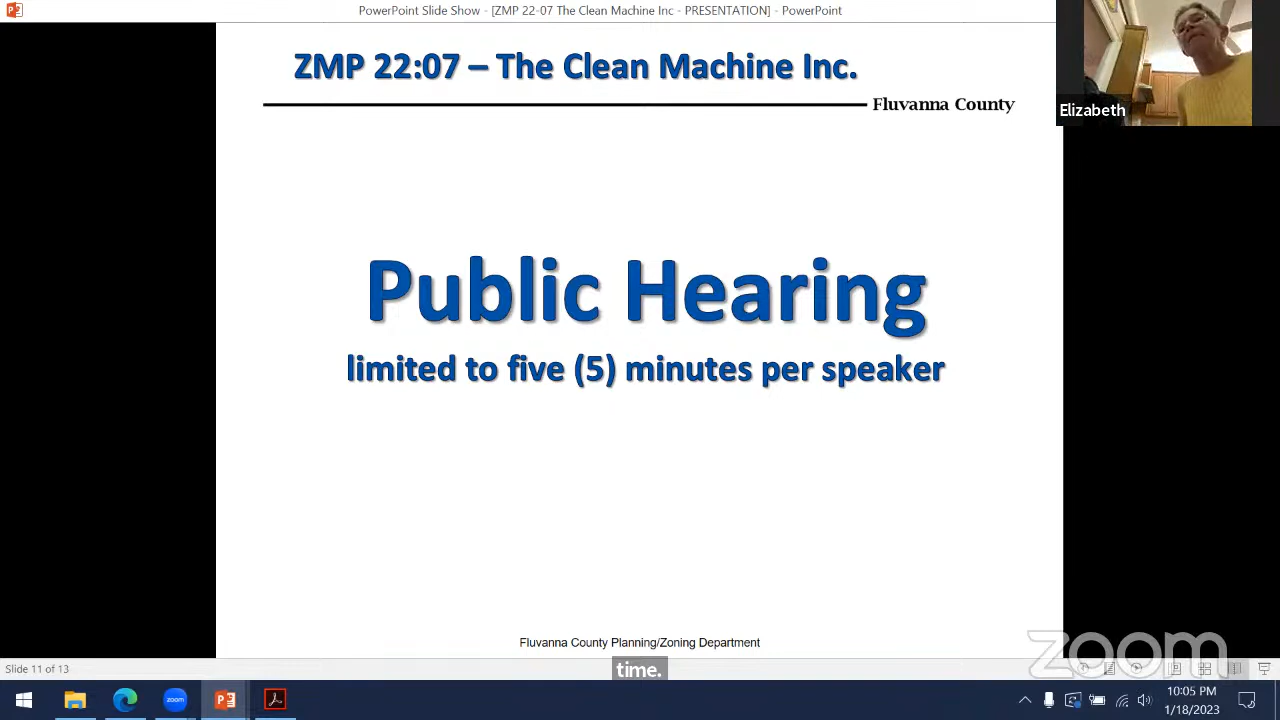 PowerPoint Slide Show - [ZMP 22-07 The Clean Machine Inc - PRESENTATION] - PowerPoint
ZMP 22:07 – The Clean Machine Inc.
Fluvanna County
Elizabeth
Public Hearing
limited to five (5) minutes per speaker
Fluvanna County Planning/Zoning Department
time.
zoom
Slide 11 of 13
zoom
10:05 PM
1/18/2023